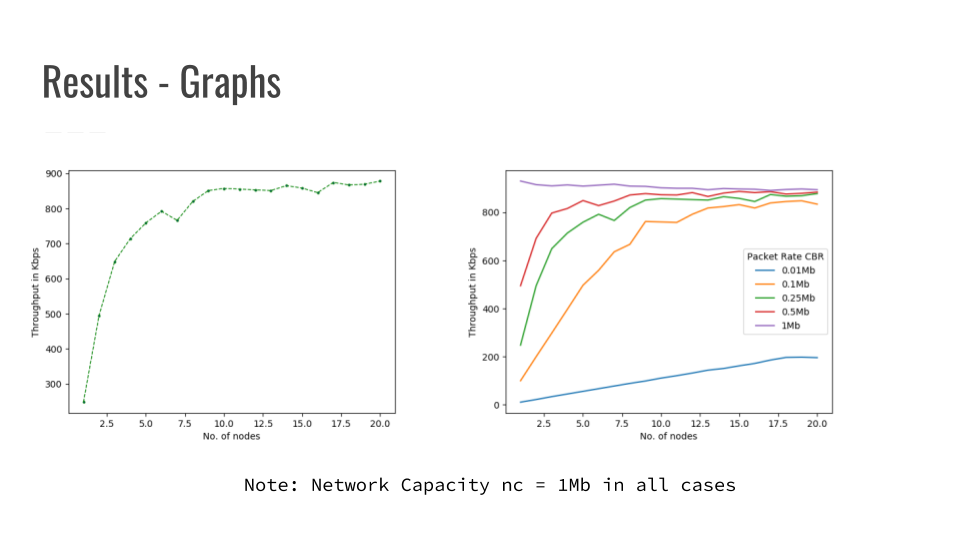 Results - Graphs
900
800
700
600
500
400
300
Throughput in Kbps
2.5 5.0 7.5 10.0 12.5 15.0 17.5 20.0
No. of nodes
800
600
400
200
0
Throughput in Kbps
Packet Rate CBR
0.01Mb
0.1Mb
0.25Mb
0.5Mb
1Mb
2.5 5.0 7.5 10.0 12.5 15.0 17.5 20.0
No. of nodes
Note: Network Capacity nc = 1Mb in all cases